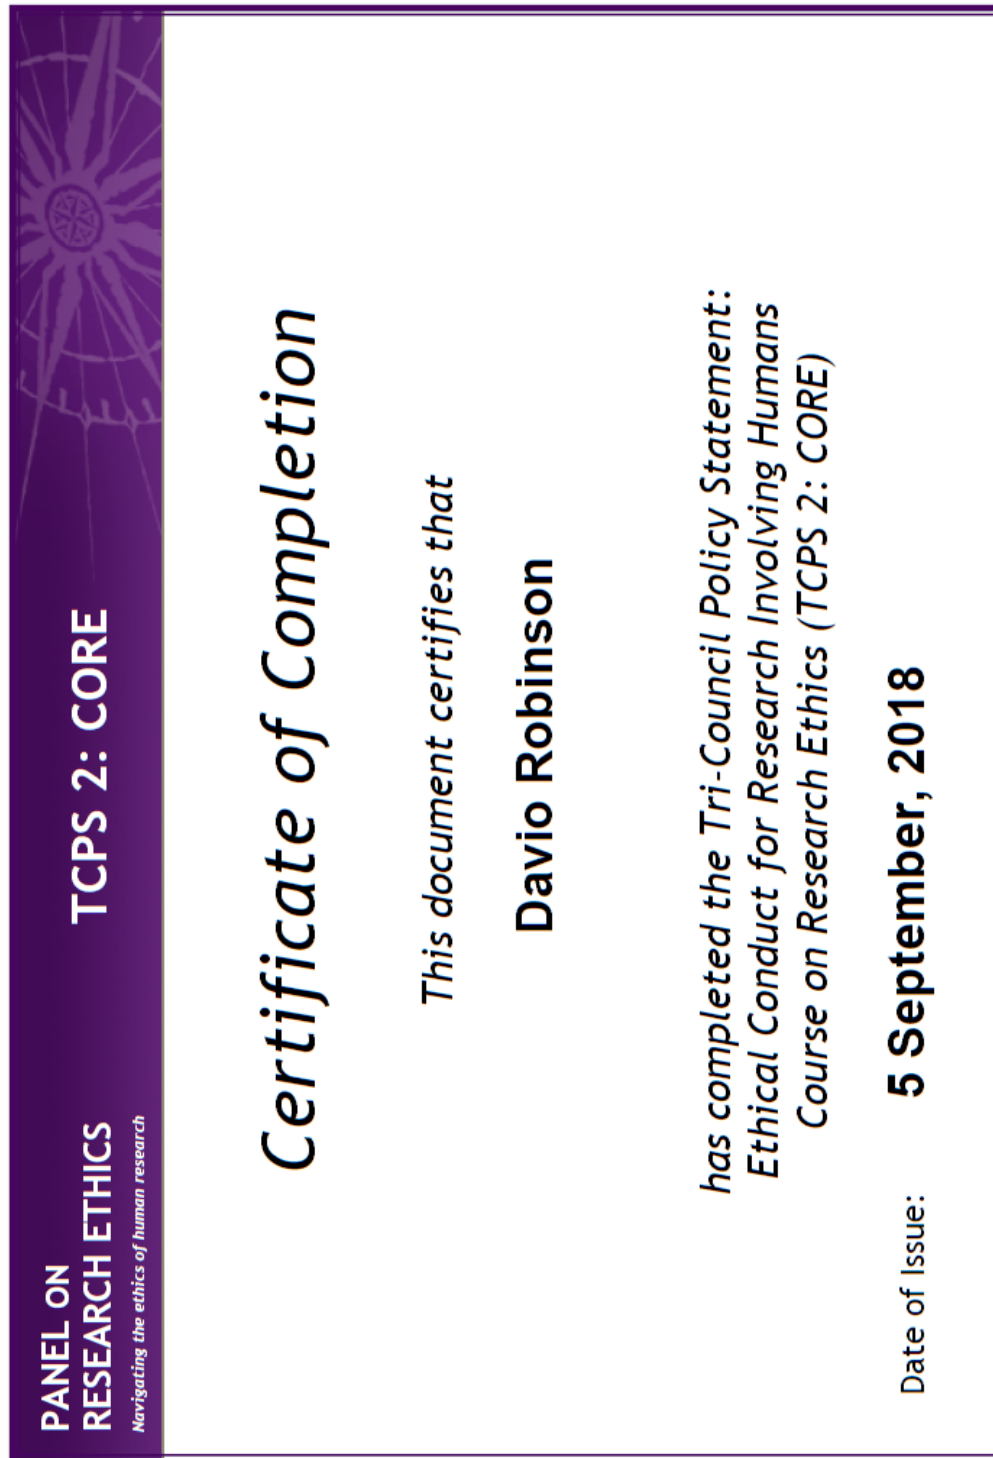 PANEL ON
RESEARCH ETHICS
Navigating the ethics of human research
TCPS 2: CORE
Certificate of Completion
This document certifies that
Davio Robinson
has completed the Tri-Council Policy Statement:
Ethical Conduct for Research Involving Humans
Course on Research Ethics (TCPS 2: CORE)
Date of Issue: 5 September, 2018